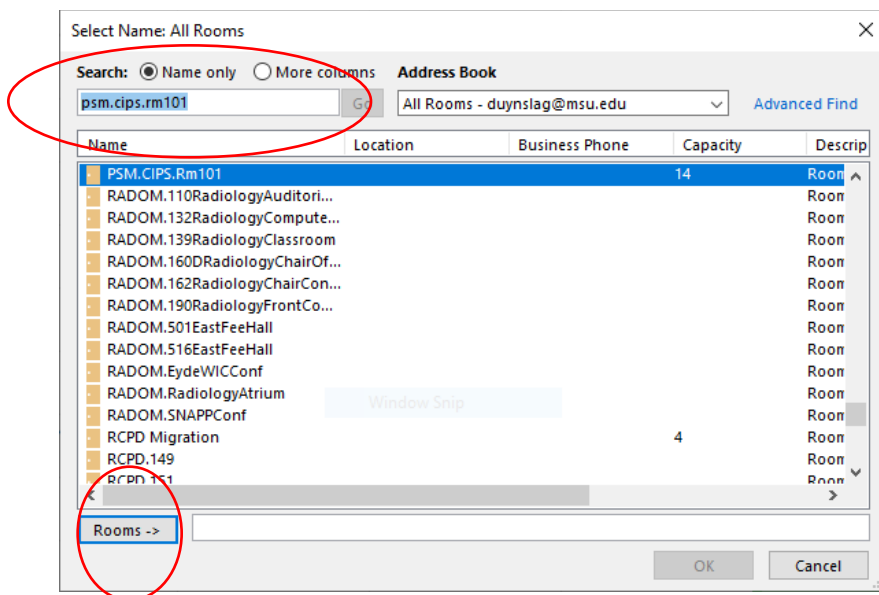 Select Name: All Rooms
Search: Name only More columns Address Book
psm.cips.rm101 Go All Rooms - duynslag@msu.edu Advanced Find
Name Location Business Phone Capacity Descrip
PSM.CIPS.Rm101 14 Room
RADOM.110RadiologyAuditori... Room
RADOM.132RadiologyCompute... Room
RADOM.139RadiologyClassroom Room
RADOM.160DRadiologyChairOf... Room
RADOM.162RadiologyChairCon... Room
RADOM.190RadiologyFrontCo... Room
RADOM.501EastFeeHall Room
RADOM.516EastFeeHall Room
RADOM.EydeWICConf Room
RADOM.RadiologyAtrium Room
Window Snip
RADOM.SNAPPConf Room
RCPD Migration 4 Room
RCPD.149 Room
RCPD.151 Room
Rooms ->
OK Cancel